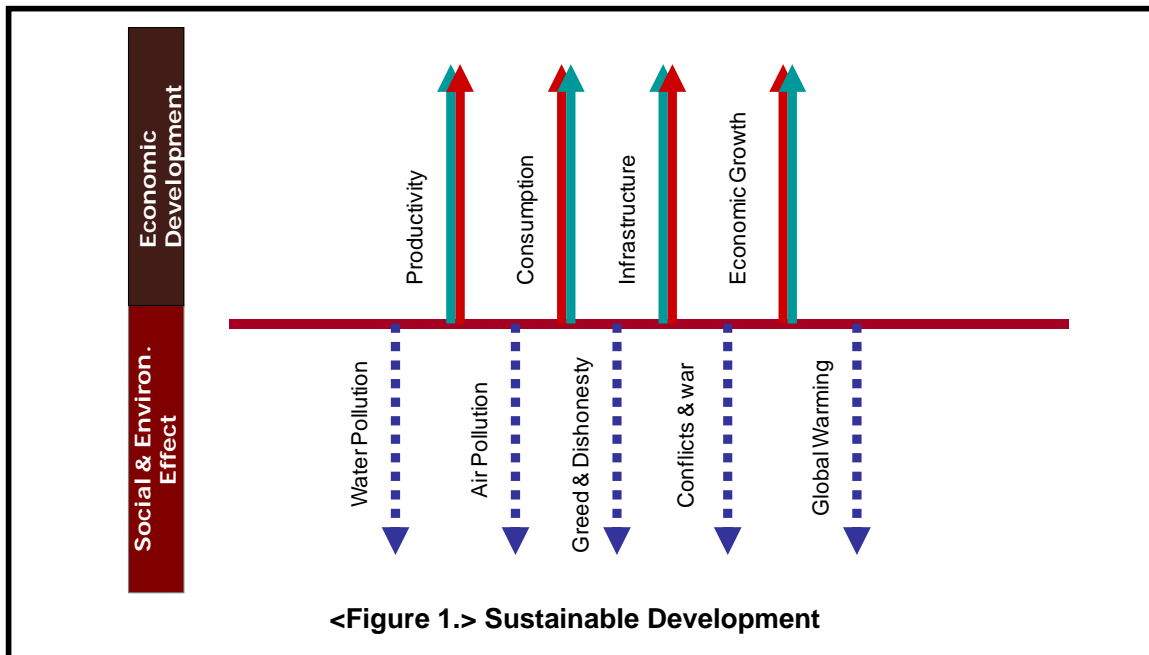 Economic
Development
Productivity
Consumption
Infrastructure
Economic Growth
Social & Environ.
Effect
Water Pollution
Air Pollution
Greed & Dishonesty
Conflicts & war
Global Warming
<Figure 1.> Sustainable Development